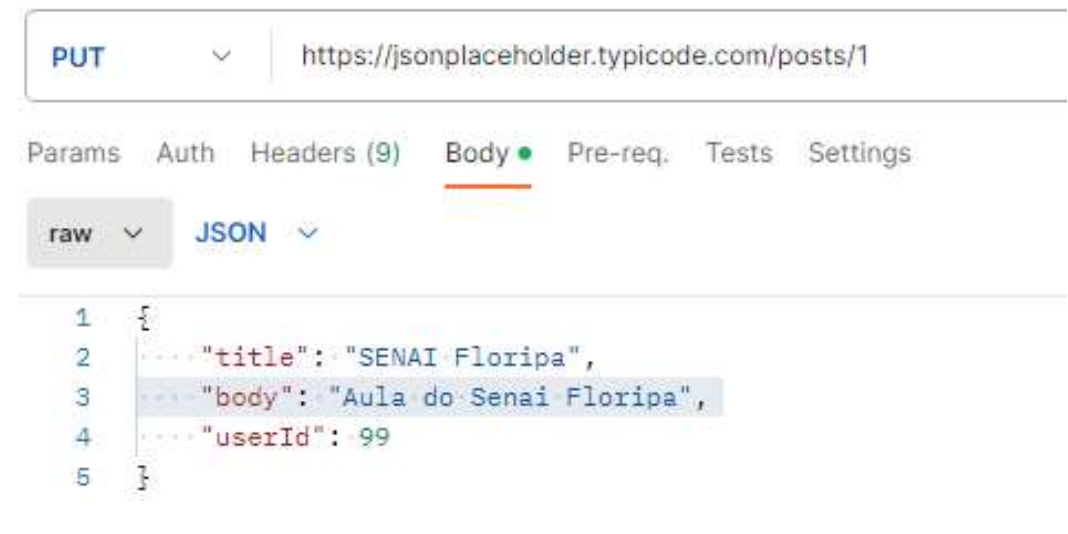 PUT https://jsonplaceholder.typicode.com/posts/1
Params Auth Headers (9) Body Pre-req. Tests Settings
raw JSON
1 {
2 "title": "SENAI Floripa",
3 "body": "Aula do Senai Floripa",
4 "userId": 99
5 }